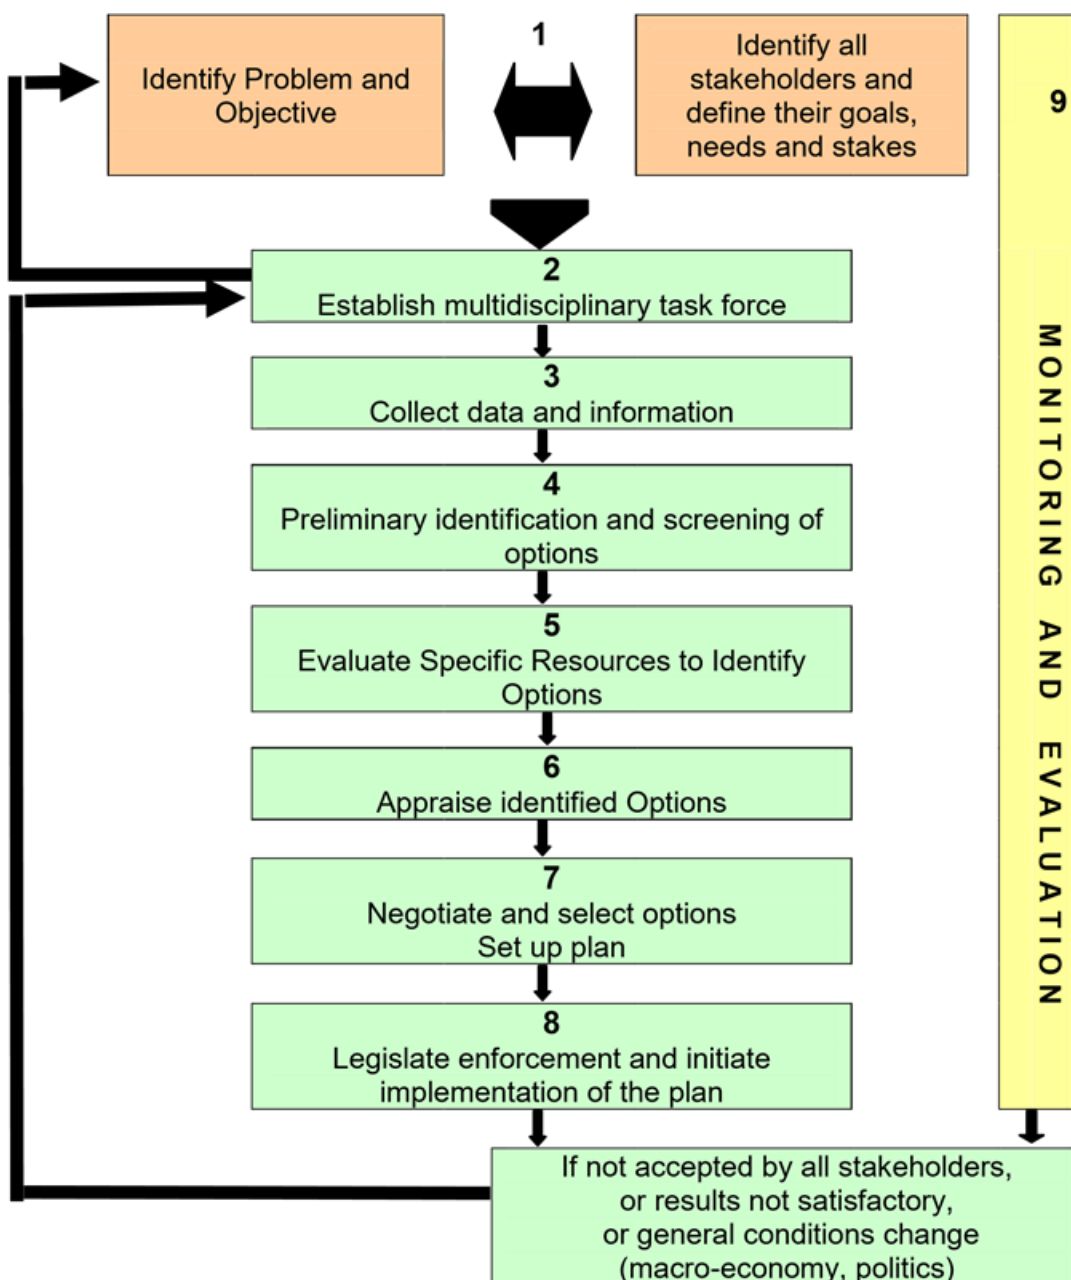 1
Identify Problem and
Objective
Identify all
stakeholders and
define their goals,
needs and stakes
9
MONITORING AND EVALUATION
2
Establish multidisciplinary task force
3
Collect data and information
4
Preliminary identification and screening of
options
5
Evaluate Specific Resources to Identify
Options
6
Appraise identified Options
7
Negotiate and select options
Set up plan
8
Legislate enforcement and initiate
implementation of the plan
If not accepted by all stakeholders,
or results not satisfactory,
or general conditions change
(macro-economy, politics)